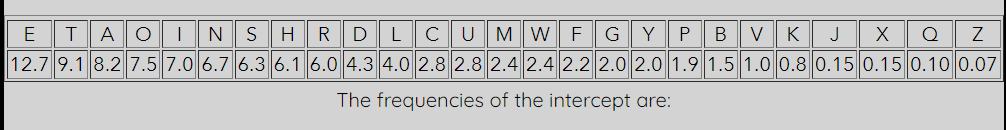 E T A O I N S H R D L C U M W F G Y P B V K J X Q Z
12.7 9.1 8.2 7.5 7.0 6.7 6.3 6.1 6.0 4.3 4.0 2.8 2.8 2.4 2.4 2.2 2.0 2.0 1.9 1.5 1.0 0.8 0.15 0.15 0.10 0.07
The frequencies of the intercept are: